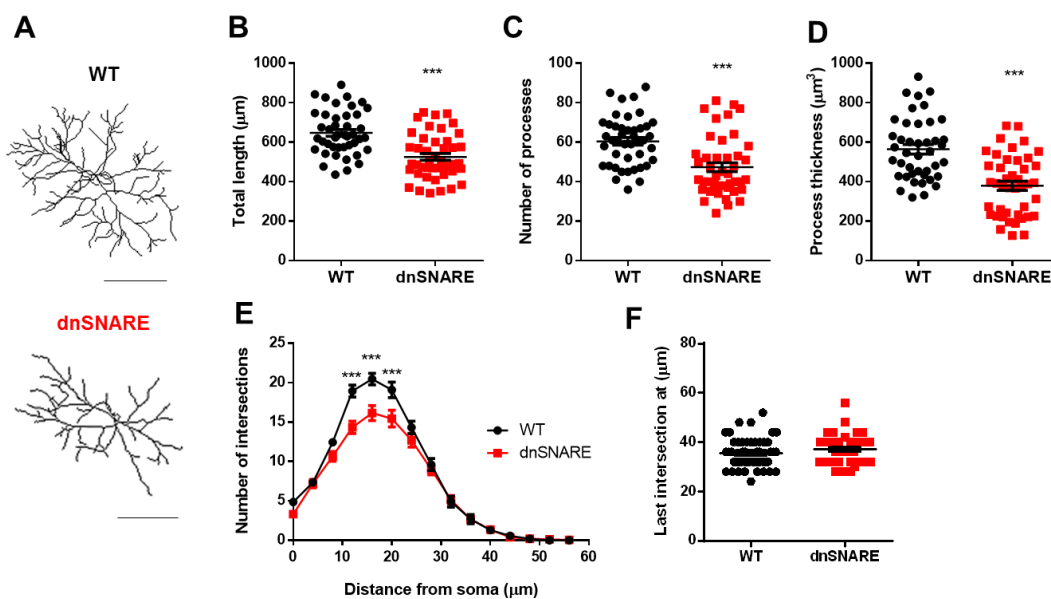 A
WT
dnSNARE
B
***
Total length (µm)
1000
800
600
400
200
0
WT
dnSNARE
C
***
Number of processes
100
80
60
40
20
0
WT
dnSNARE
D
***
Process thickness (µm³)
1000
800
600
400
200
0
WT
dnSNARE
E
***
***
***
Number of intersections
25
20
15
10
5
0
WT
dnSNARE
0
10
20
30
40
50
60
Distance from soma (µm)
F
Last intersection at (µm)
80
60
40
20
0
WT
dnSNARE